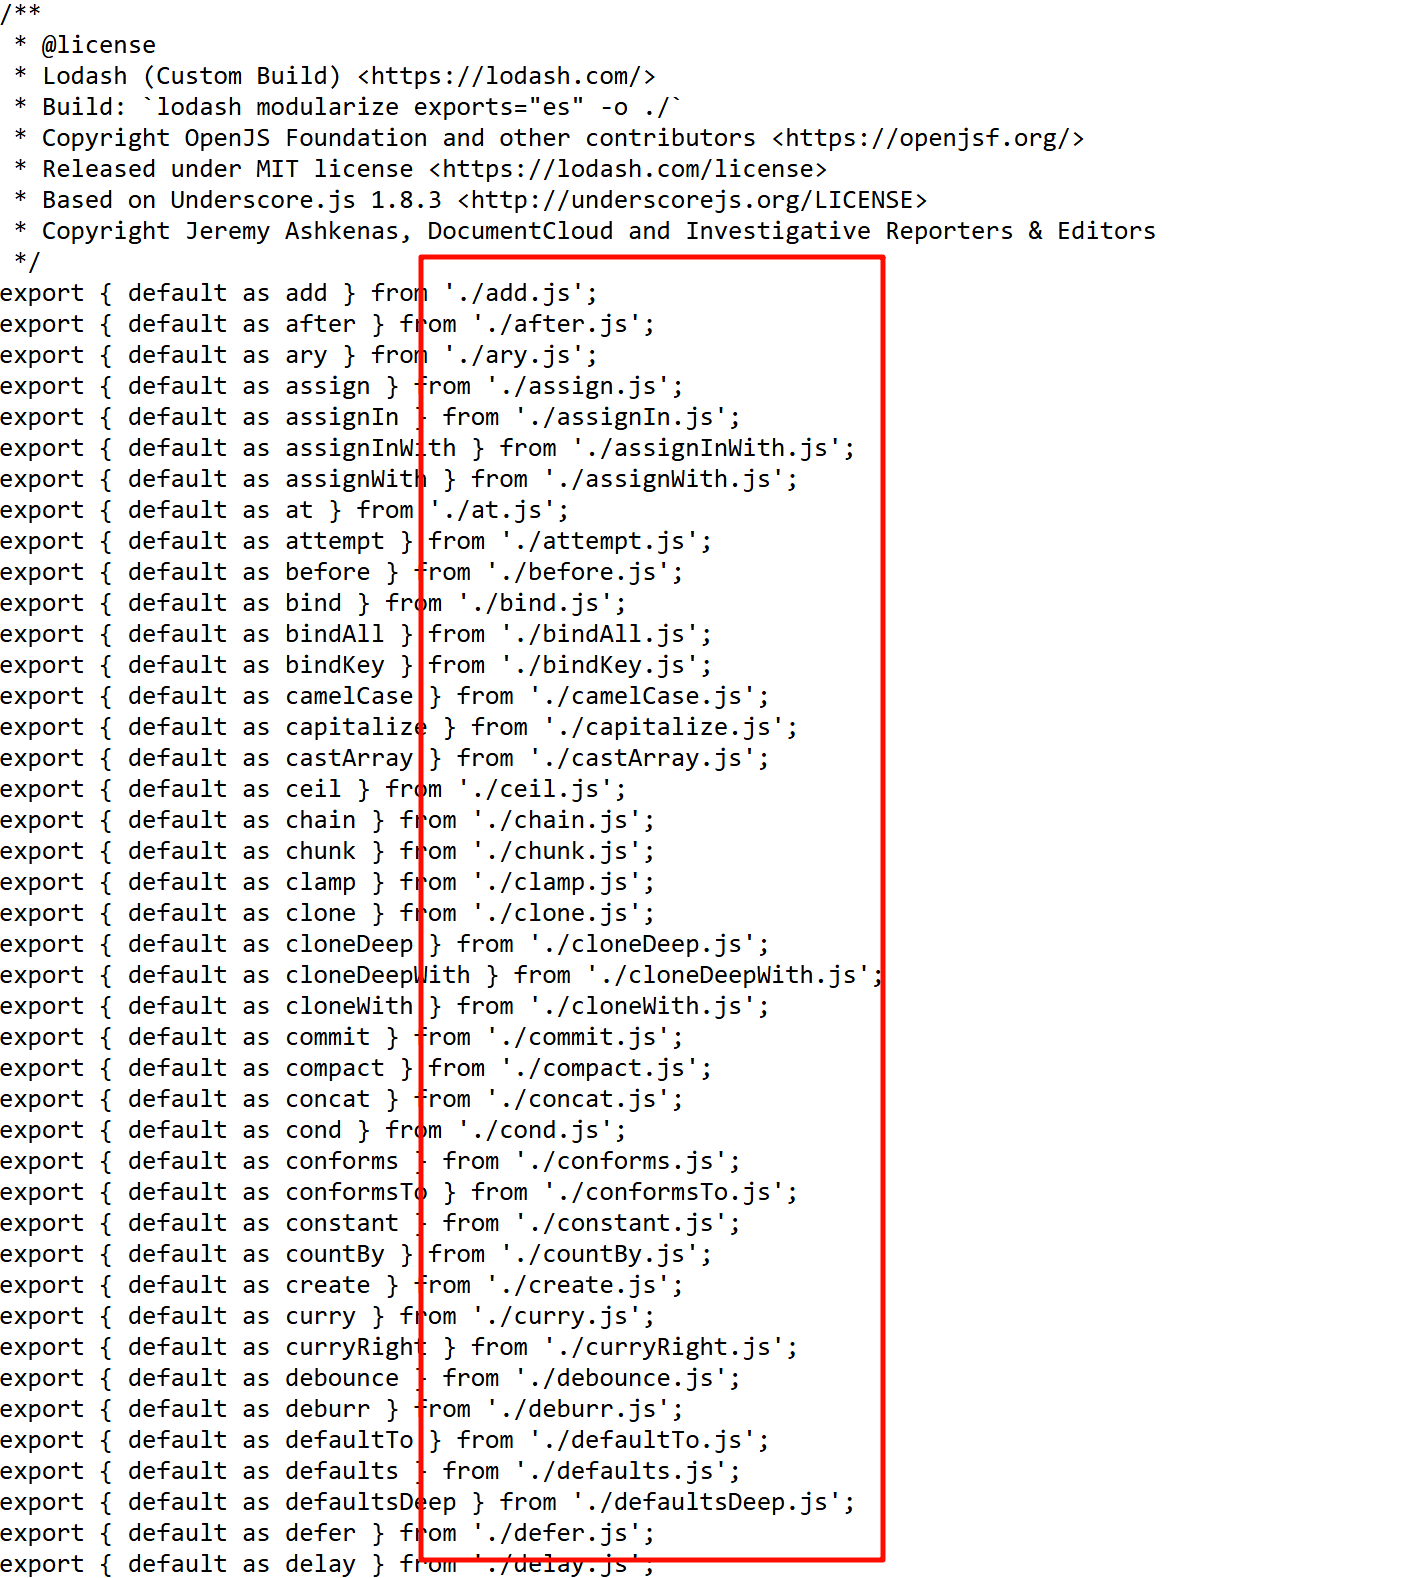 /**
 * @license
 * Lodash (Custom Build) <https://lodash.com/>
 * Build: `lodash modularize exports="es" -o ./`
 * Copyright OpenJS Foundation and other contributors <https://openjsf.org/>
 * Released under MIT license <https://lodash.com/license>
 * Based on Underscore.js 1.8.3 <http://underscorejs.org/LICENSE>
 * Copyright Jeremy Ashkenas, DocumentCloud and Investigative Reporters & Editors
 */
export { default as add } from './add.js';
export { default as after } from './after.js';
export { default as ary } from './ary.js';
export { default as assign } from './assign.js';
export { default as assignIn } from './assignIn.js';
export { default as assignInWith } from './assignInWith.js';
export { default as assignWith } from './assignWith.js';
export { default as at } from './at.js';
export { default as attempt } from './attempt.js';
export { default as before } from './before.js';
export { default as bind } from './bind.js';
export { default as bindAll } from './bindAll.js';
export { default as bindKey } from './bindKey.js';
export { default as camelCase } from './camelCase.js';
export { default as capitalize } from './capitalize.js';
export { default as castArray } from './castArray.js';
export { default as ceil } from './ceil.js';
export { default as chain } from './chain.js';
export { default as chunk } from './chunk.js';
export { default as clamp } from './clamp.js';
export { default as clone } from './clone.js';
export { default as cloneDeep } from './cloneDeep.js';
export { default as cloneDeepWith } from './cloneDeepWith.js';
export { default as cloneWith } from './cloneWith.js';
export { default as commit } from './commit.js';
export { default as compact } from './compact.js';
export { default as concat } from './concat.js';
export { default as cond } from './cond.js';
export { default as conforms } from './conforms.js';
export { default as conformsTo } from './conformsTo.js';
export { default as constant } from './constant.js';
export { default as countBy } from './countBy.js';
export { default as create } from './create.js';
export { default as curry } from './curry.js';
export { default as curryRight } from './curryRight.js';
export { default as debounce } from './debounce.js';
export { default as deburr } from './deburr.js';
export { default as defaultTo } from './defaultTo.js';
export { default as defaults } from './defaults.js';
export { default as defaultsDeep } from './defaultsDeep.js';
export { default as defer } from './defer.js';
export { default as delay } from './delay.js';